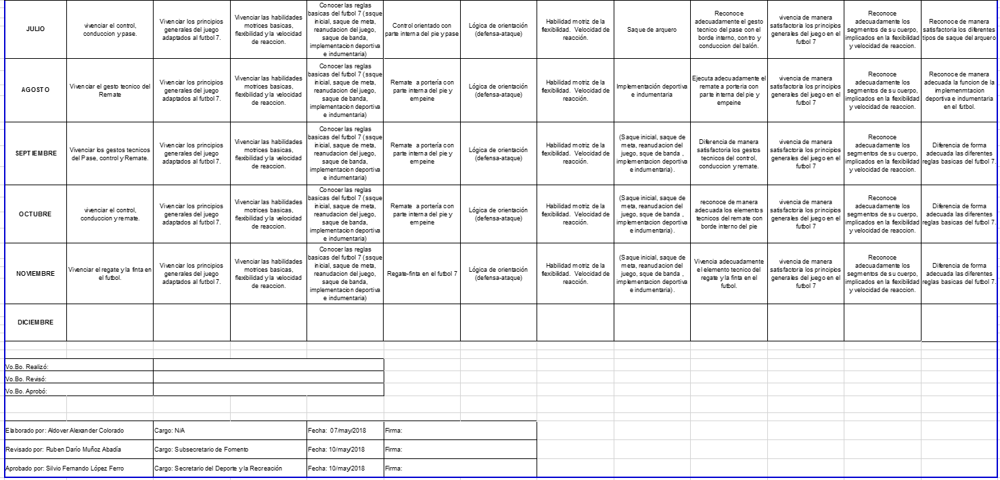 JULIO
vivenciar el control,
conduccion y pase.
Vivenciar los principios
generales del juego
adaptados al futbol 7.
Vivenciar las habilidades
motrices basicas,
flexibilidad y la velocidad
de reaccion.
Conocer las reglas
basicas del futbol 7 (ssque
inicial, saque de meta,
reanudacion del juego,
saque de banda,
implementacion deportiva
e indumentaria)
Control orientado con
parte interna del pie y pase
Lógica de orientación
(defensa-ataque)
Habilidad motriz de la
flexibilidad. Velocidad de
reacción.
Saque de arquero
Reconoce
adecuadamente el gesto
tecnico del pase con el
borde interno, contro y
conduccion del balón.
vivencia de manera
satisfactoria los principios
generales del juego en el
futbol 7
Reconoce
adecuadamente los
segmentos de su cuerpo,
implicados en la flexibilidad
y velocidad de reaccion.
Reconoce de manera
satisfactoria los diferentes
tipos de saque del arquero
AGOSTO
Vivenciar el gesto tecnico del
Remate
Vivenciar los principios
generales del juego
adaptados al futbol 7.
Vivenciar las habilidades
motrices basicas,
flexibilidad y la velocidad
de reaccion.
Conocer las reglas
basicas del futbol 7 (ssque
inicial, saque de meta,
reanudacion del juego,
saque de banda,
implementacion deportiva
e indumentaria)
Remate a portería con
parte interna del pie y
empeine
Lógica de orientación
(defensa-ataque)
Habilidad motriz de la
flexibilidad. Velocidad de
reacción.
Implementación deportiva
e indumentaria
Ejecuta adecuadamente el
remate a porteria con
parte interna del pie y
empeine
vivencia de manera
satisfactoria los principios
generales del juego en el
futbol 7
Reconoce
adecuadamente los
segmentos de su cuerpo,
implicados en la flexibilidad
y velocidad de reaccion.
Reconoce de manera
adecuada la funcion de la
implemenmtacion
deportiva e indumentaria
en el futbol.
SEPTIEMBRE
Vivenciar los gestos tecnicos
del Pase, control y Remate.
Vivenciar los principios
generales del juego
adaptados al futbol 7.
Vivenciar las habilidades
motrices basicas,
flexibilidad y la velocidad
de reaccion.
Conocer las reglas
basicas del futbol 7 (ssque
inicial, saque de meta,
reanudacion del juego,
saque de banda,
implementacion deportiva
e indumentaria)
Remate a portería con
parte interna del pie y
empeine
Lógica de orientación
(defensa-ataque)
Habilidad motriz de la
flexibilidad. Velocidad de
reacción.
(Saque inicial, saque de
meta, reanudacion del
juego, sque de banda ,
implementacion deportiva
e indumentaria).
Diferencia de manera
satisfactoria los gestos
tecnicos del control,
conduccion y remate.
vivencia de manera
satisfactoria los principios
generales del juego en el
futbol 7
Reconoce
adecuadamente los
segmentos de su cuerpo,
implicados en la flexibilidad
y velocidad de reaccion.
Diferencia de forma
adecuada las diferentes
reglas basicas del futbol 7.
OCTUBRE
vivenciar el control,
conduccion y remate.
Vivenciar los principios
generales del juego
adaptados al futbol 7.
Vivenciar las habilidades
motrices basicas,
flexibilidad y la velocidad
de reaccion.
Conocer las reglas
basicas del futbol 7 (ssque
inicial, saque de meta,
reanudacion del juego,
saque de banda,
implementacion deportiva
e indumentaria)
Remate a portería con
parte interna del pie y
empeine
Lógica de orientación
(defensa-ataque)
Habilidad motriz de la
flexibilidad. Velocidad de
reacción.
(Saque inicial, saque de
meta, reanudacion del
juego, sque de banda ,
implementacion deportiva
e indumentaria).
reconoce de manera
adecuada los elementos
tecnicos del remate con
borde interno del pie
vivencia de manera
satisfactoria los principios
generales del juego en el
futbol 7
Reconoce
adecuadamente los
segmentos de su cuerpo,
implicados en la flexibilidad
y velocidad de reaccion.
Diferencia de forma
adecuada las diferentes
reglas basicas del futbol 7.
NOVIEMBRE
Vivenciar el regate y la finta en
el futbol.
Vivenciar los principios
generales del juego
adaptados al futbol 7.
Vivenciar las habilidades
motrices basicas,
flexibilidad y la velocidad
de reaccion.
Conocer las reglas
basicas del futbol 7 (ssque
inicial, saque de meta,
reanudacion del juego,
saque de banda,
implementacion deportiva
e indumentaria)
Regate-finta en el futbol 7
Lógica de orientación
(defensa-ataque)
Habilidad motriz de la
flexibilidad. Velocidad de
reacción.
(Saque inicial, saque de
meta, reanudacion del
juego, sque de banda ,
implementacion deportiva
e indumentaria).
Vivencia adecuadamente
el elemento tecnico del
regate y la finta en el
futbol.
vivencia de manera
satisfactoria los principios
generales del juego en el
futbol 7
Reconoce
adecuadamente los
segmentos de su cuerpo,
implicados en la flexibilidad
y velocidad de reaccion.
Diferencia de forma
adecuada las diferentes
reglas basicas del futbol 7.
DICIEMBRE
Vo.Bo. Realizó:
Vo.Bo. Revisó:
Vo.Bo. Aprobó:
Elaborado por: Aldover Alexander Colorado
Cargo: N/A
Fecha: 07/may/2018
Firma:
Revisado por: Ruben Darío Muñoz Abadía
Cargo: Subsecretario de Fomento
Fecha: 10/may/2018
Firma:
Aprobado por: Silvio Fernando López Ferro
Cargo: Secretario del Deporte y la Recreación
Fecha: 10/may/2018
Firma: